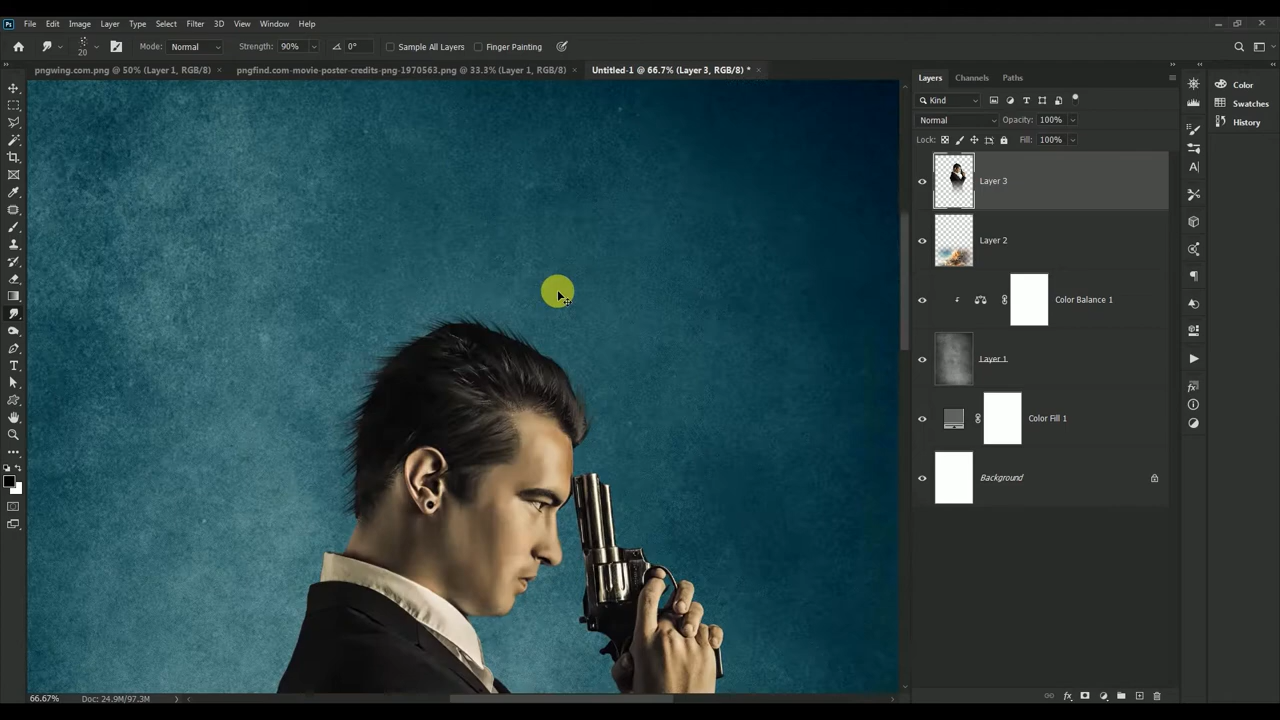 Ps File Edit Image Layer Type Select Filter 3D View Window Help
20 Mode: Normal Strength: 90% 0° Sample All Layers Finger Painting
pngwing.com.png @ 50% (Layer 1, RGB/8) × pngfind.com-movie-poster-credits-png-1970563.png @ 33.3% (Layer 1, RGB/8) × Untitled-1 @ 66.7% (Layer 3, RGB/8) * ×
Layers Channels Paths
Color
Kind
Swatches
Normal Opacity: 100%
History
Lock: Fill: 100%
Layer 3
Layer 2
Color Balance 1
Layer 1
Color Fill 1
Background
66.67% Doc: 24.9M/97.3M